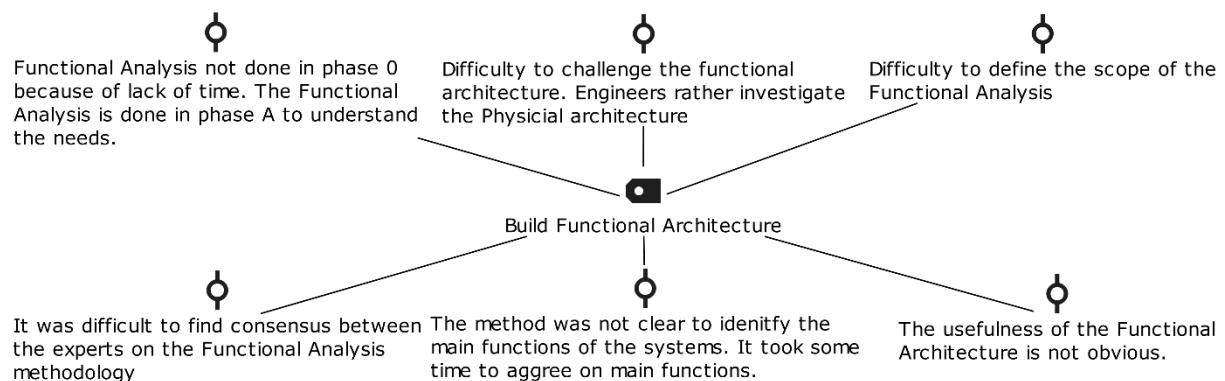 Functional Analysis not done in phase 0
because of lack of time. The Functional
Analysis is done in phase A to understand
the needs.
Difficulty to challenge the functional
architecture. Engineers rather investigate
the Physicial architecture
Difficulty to define the scope of the
Functional Analysis
Build Functional Architecture
It was difficult to find consensus between
the experts on the Functional Analysis
methodology
The method was not clear to idenitfy the
main functions of the systems. It took some
time to aggree on main functions.
The usefulness of the Functional
Architecture is not obvious.